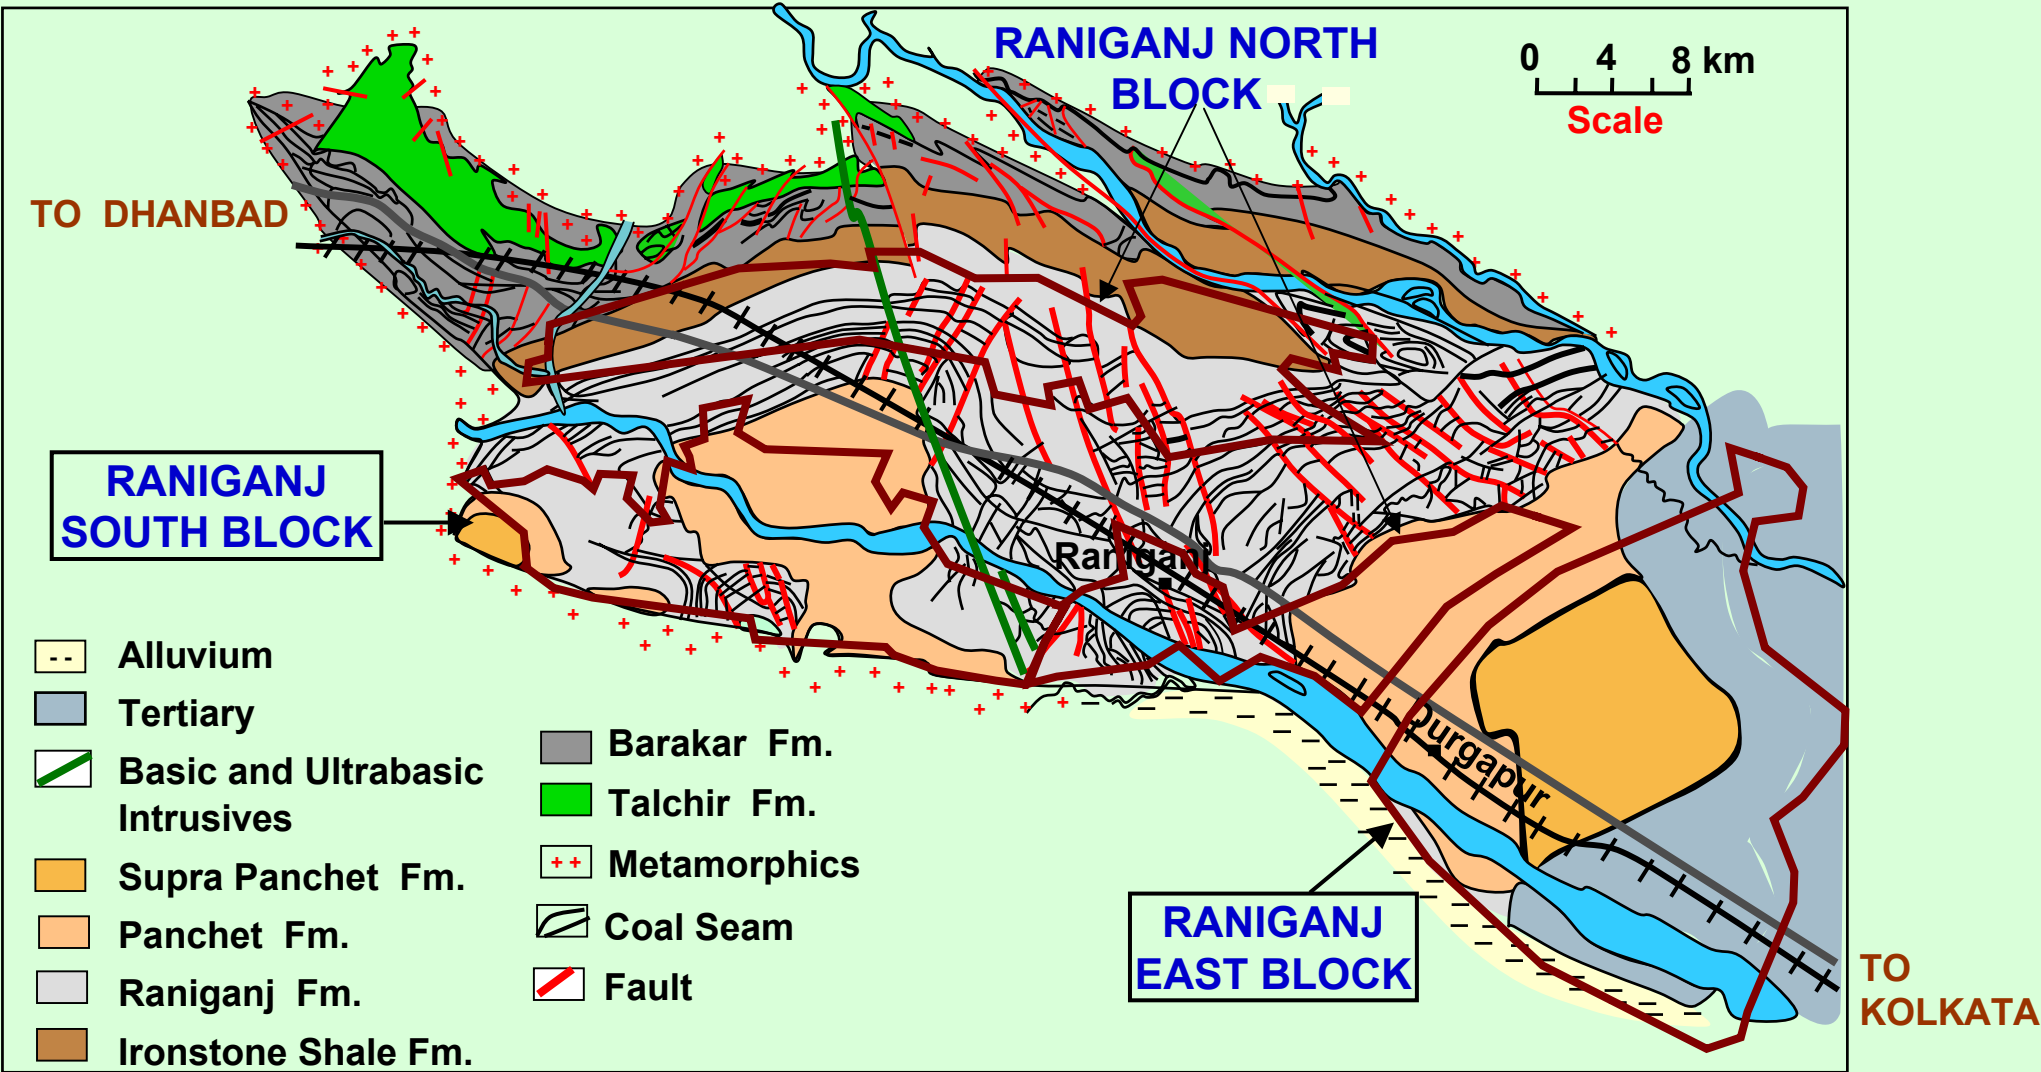 RANIGANJ NORTH
BLOCK
0 4 8 km
Scale
TO DHANBAD
RANIGANJ
SOUTH BLOCK
Raniganj
Durgapur
RANIGANJ
EAST BLOCK
TO
KOLKATA
Alluvium
Tertiary
Basic and Ultrabasic
Intrusives
Supra Panchet Fm.
Panchet Fm.
Raniganj Fm.
Ironstone Shale Fm.
Barakar Fm.
Talchir Fm.
Metamorphics
Coal Seam
Fault